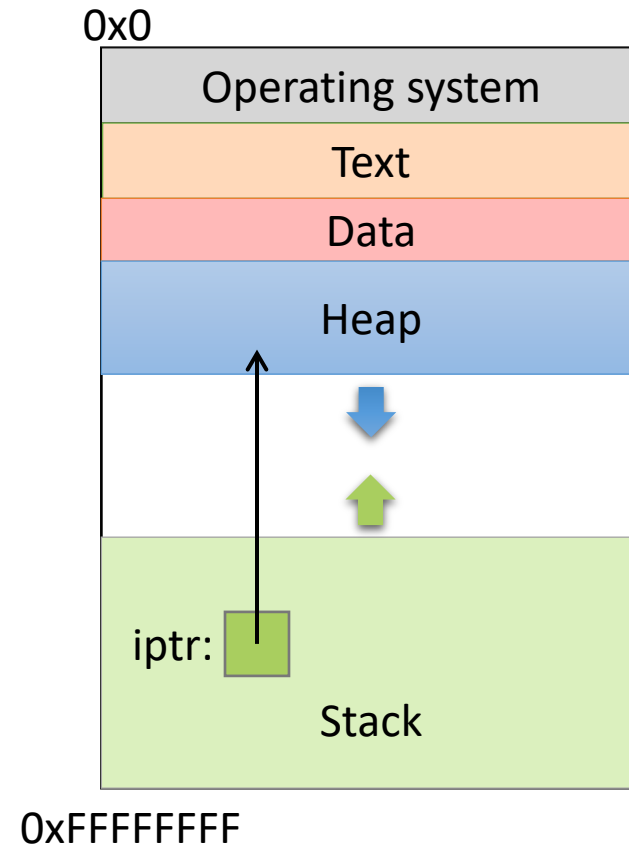 0x0
Operating system
Text
Data
Heap
iptr:
Stack
0xFFFFFFFF